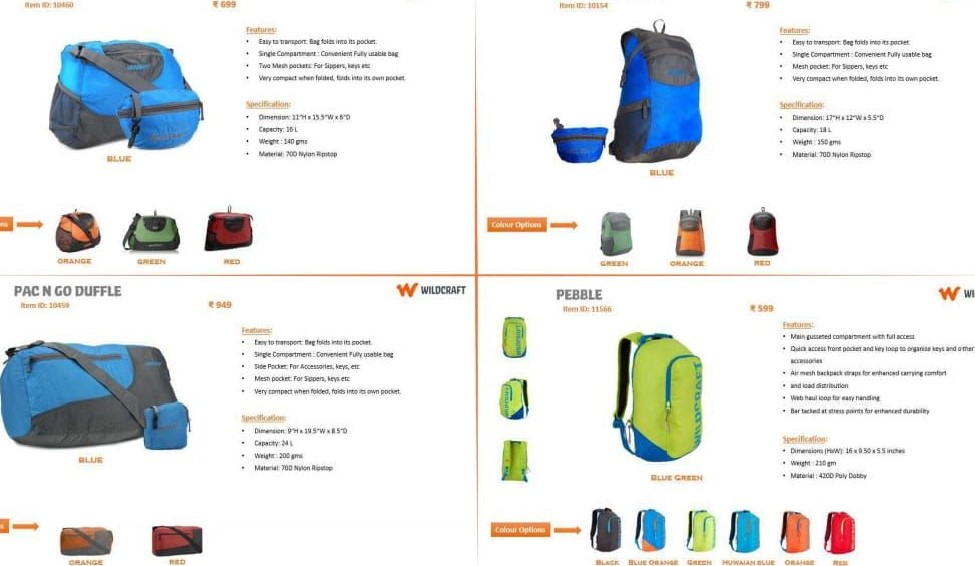 Item ID: 10460
₹ 699
Features:
• Easy to transport: Bag folds into its pocket.
• Single Compartment : Convenient Fully usable bag
• Two Mesh pockets: For Sippers, keys etc
• Very compact when folded, folds into its own pocket.
Specification:
• Dimension: 11"H x 15.5"W x 6"D
• Capacity: 16 L
• Weight : 140 gms
• Material: 70D Nylon Ripstop
BLUE
ORANGE
GREEN
RED
Item ID: 10154
₹ 799
Features:
• Easy to transport: Bag folds into its pocket.
• Single Compartment : Convenient Fully usable bag
• Mesh pocket: For Sippers, keys etc
• Very compact when folded, folds into its own pocket.
Specification:
• Dimension: 17"H x 12"W x 5.5"D
• Capacity: 18 L
• Weight : 150 gms
• Material: 70D Nylon Ripstop
BLUE
Colour Options
GREEN
ORANGE
RED
PAC N GO DUFFLE
WILDCRAFT
Item ID: 10459
₹ 949
Features:
• Easy to transport: Bag folds into its pocket.
• Single Compartment : Convenient Fully usable bag
• Side Pocket: For Accessories, keys, etc
• Mesh pocket: For Sippers, keys etc
• Very compact when folded, folds into its own pocket.
Specification:
• Dimension: 9"H x 19.5"W x 8.5"D
• Capacity: 24 L
• Weight : 200 gms
• Material: 70D Nylon Ripstop
BLUE
ORANGE
RED
PEBBLE
WI
Item ID: 11566
₹ 599
Features:
• Main gusseted compartment with full access
• Quick access front pocket and key loop to organise keys and other
accessories
• Air mesh backpack straps for enhanced carrying comfort
• and load distribution
• Web haul loop for easy handling
• Bar tacked at stress points for enhanced durability
Specification:
• Dimensions (HxW): 16 x 9.50 x 5.5 inches
• Weight : 210 gm
• Material : 420D Poly Dobby
WILDCRAFT
BLUE GREEN
Colour Options
BLACK
BLUE ORANGE
GREEN
HUWAIAN BLUE
ORANGE
RED